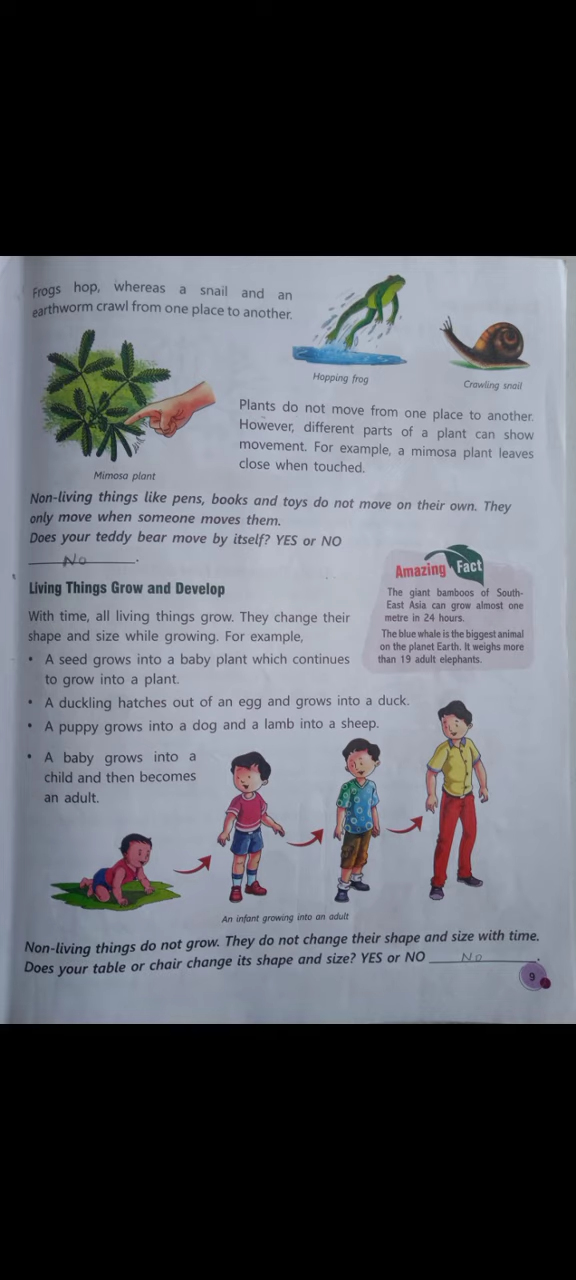 Frogs hop, whereas a snail and an
earthworm crawl from one place to another.
Hopping frog
Crawling snail
Mimosa plant
Plants do not move from one place to another.
However, different parts of a plant can show
movement. For example, a mimosa plant leaves
close when touched.
Non-living things like pens, books and toys do not move on their own. They
only move when someone moves them.
Does your teddy bear move by itself? YES or NO
No.
Living Things Grow and Develop
With time, all living things grow. They change their
shape and size while growing. For example,
• A seed grows into a baby plant which continues
to grow into a plant.
• A duckling hatches out of an egg and grows into a duck.
• A puppy grows into a dog and a lamb into a sheep.
• A baby grows into a
child and then becomes
an adult.
Amazing Fact
The giant bamboos of South-
East Asia can grow almost one
metre in 24 hours.
The blue whale is the biggest animal
on the planet Earth. It weighs more
than 19 adult elephants.
An infant growing into an adult
Non-living things do not grow. They do not change their shape and size with time.
Does your table or chair change its shape and size? YES or NO No.
9